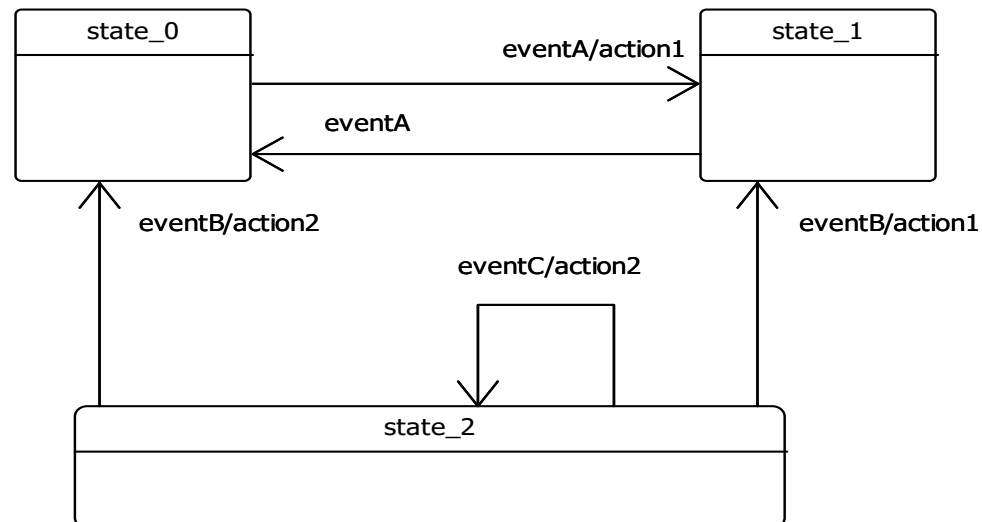 state_0
state_1
eventA/action1
eventA
eventB/action2
eventB/action1
eventC/action2
state_2